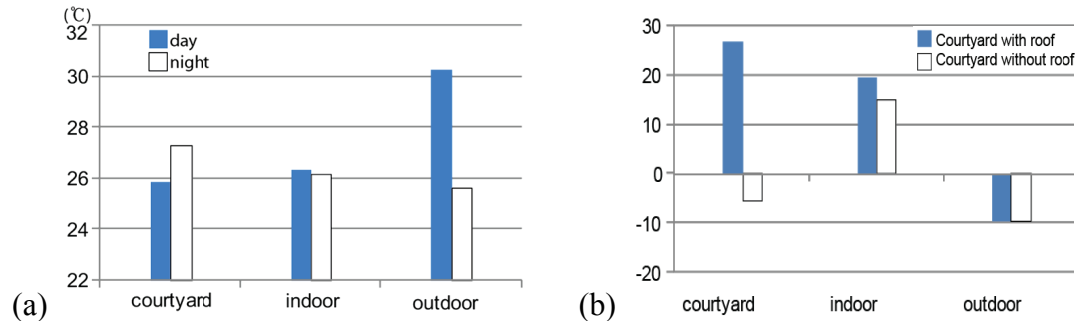 (℃)
32
30
28
26
24
22
day
night
courtyard indoor outdoor
(a)
30
20
10
0
-10
-20
Courtyard with roof
Courtyard without roof
courtyard indoor outdoor
(b)